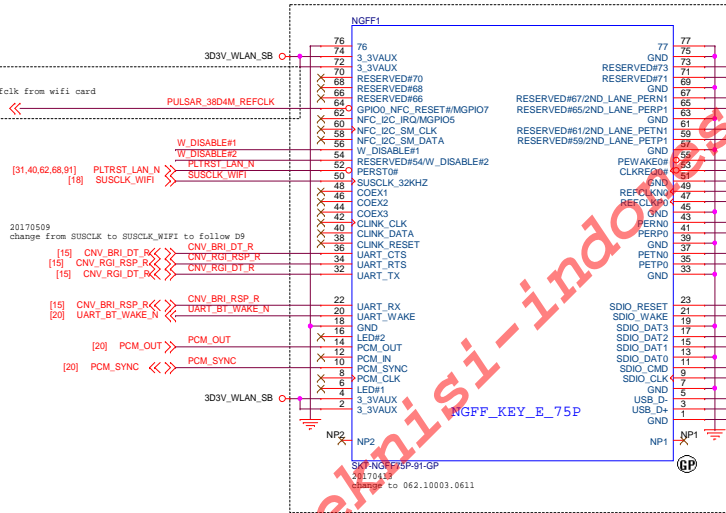 NGFF1
76 76 77 77
3D3V_WLAN_SB 74 3_3VAUX GND 75
72 3_3VAUX RESERVED#73 73
70 RESERVED#70 RESERVED#71 71
68 RESERVED#68 GND 69
fclk from wifi card
66 RESERVED#66 RESERVED#67/2ND_LANE_PERN1 67
PULSAR_38D4M_REFCLK 64 GPIO0_NFC_RESET#/MGPIO7 RESERVED#65/2ND_LANE_PERP1 65
62 NFC_I2C_IRQ/MGPIO5 GND 63
60 NFC_I2C_SM_CLK RESERVED#61/2ND_LANE_PETN1 61
58 NFC_I2C_SM_DATA RESERVED#59/2ND_LANE_PETP1 59
W_DISABLE#1 56 W_DISABLE#1 GND 57
W_DISABLE#2 54 RESERVED#54/W_DISABLE#2 PEWAKE0# 55
[31,40,62,68,91] PLTRST_LAN_N PLTRST_LAN_N 52 PERST0# CLKREQ0# 53
[18] SUSCLK_WIFI SUSCLK_WIFI 50 SUSCLK_32KHZ GND 51
48 COEX1 REFCLKN0 49
46 COEX2 REFCLKP0 47
44 COEX3 GND 45
20170509
42 CLINK_CLK PERN0 43
change from SUSCLK to SUSCLK_WIFI to follow D9
40 CLINK_DATA PERP0 41
38 CLINK_RESET GND 39
[15] CNV_BRI_DT_R CNV_BRI_DT_R 36 UART_CTS PETN0 37
[15] CNV_RGI_RSP_R CNV_RGI_RSP_R 34 UART_RTS PETP0 35
[15] CNV_RGI_DT_R CNV_RGI_DT_R 32 UART_TX GND 33
[15] CNV_BRI_RSP_R CNV_BRI_RSP_R 22 UART_RX SDIO_RESET 23
[20] UART_BT_WAKE_N UART_BT_WAKE_N 20 UART_WAKE SDIO_WAKE 21
18 GND SDIO_DAT3 19
16 LED#2 SDIO_DAT2 17
[20] PCM_OUT PCM_OUT 14 PCM_OUT SDIO_DAT1 15
12 PCM_IN SDIO_DAT0 13
[20] PCM_SYNC PCM_SYNC 10 PCM_SYNC SDIO_CMD 11
8 PCM_CLK SDIO_CLK 9
6 LED#1 GND 7
3D3V_WLAN_SB 4 3_3VAUX USB_D- 5
2 3_3VAUX USB_D+ 3
NGFF_KEY_E_75P GND 1
NP2 NP2 NP1 NP1
SKT-NGFF75P-91-GP
20170413
change to 062.10003.0611
GP
eknisi-indones